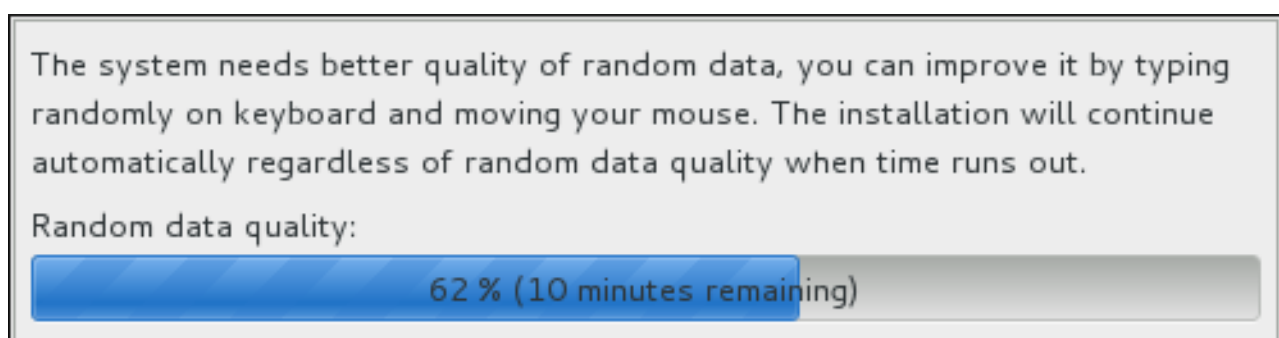 The system needs better quality of random data, you can improve it by typing
randomly on keyboard and moving your mouse. The installation will continue
automatically regardless of random data quality when time runs out.
Random data quality:
62 % (10 minutes remaining)